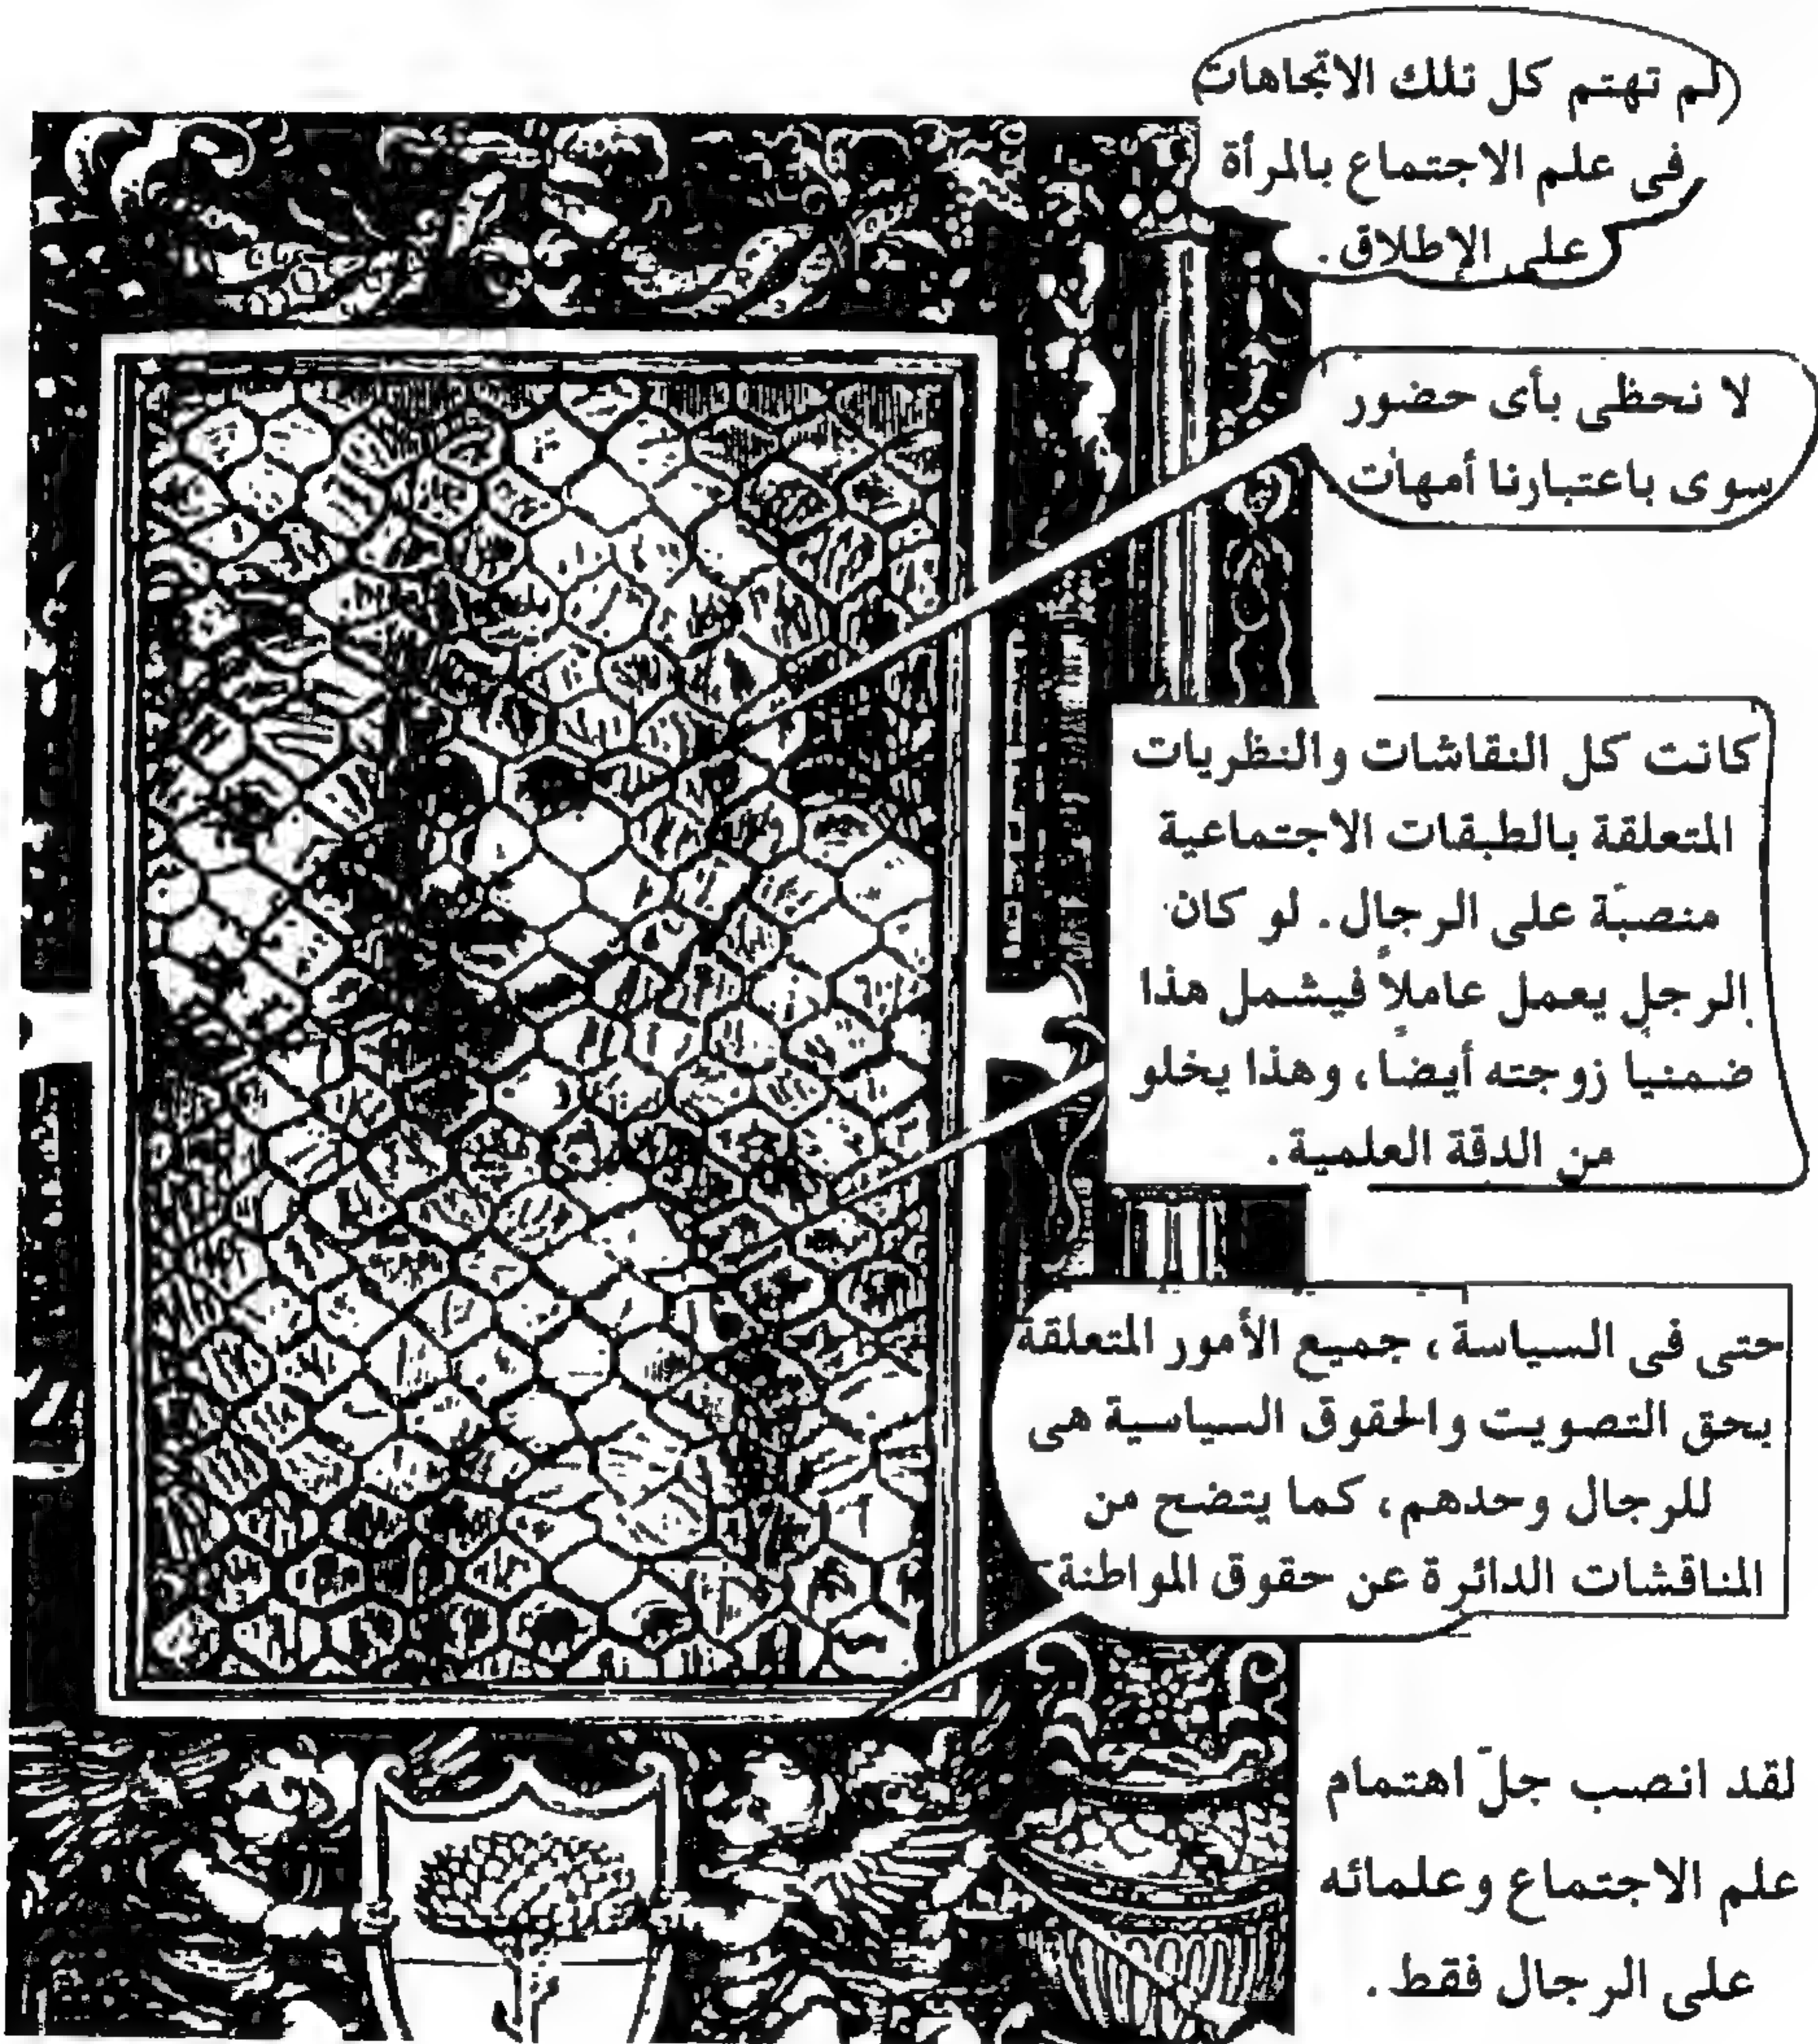 لم تهتم كل تلك الاتجاهات
فى علم الاجتماع بالمرأة
على الإطلاق .
لا نحظى بأى حضور
سوى باعتبارنا أمهات
كانت كل النقاشات والنظريات
المتعلقة بالطبقات الاجتماعية
منصبّة على الرجال . لو كان
الرجل يعمل عاملاً فيشمل هذا
ضمنياً زوجته أيضاً ، وهذا يخلو
من الدقة العلمية .
حتى فى السياسة ، جميع الأمور المتعلقة
بحق التصويت والحقوق السياسية هى
للرجال وحدهم ، كما يتضح من
المناقشات الدائرة عن حقوق المواطنة
لقد انصب جلّ اهتمام
علم الاجتماع وعلمائه
على الرجال فقط .